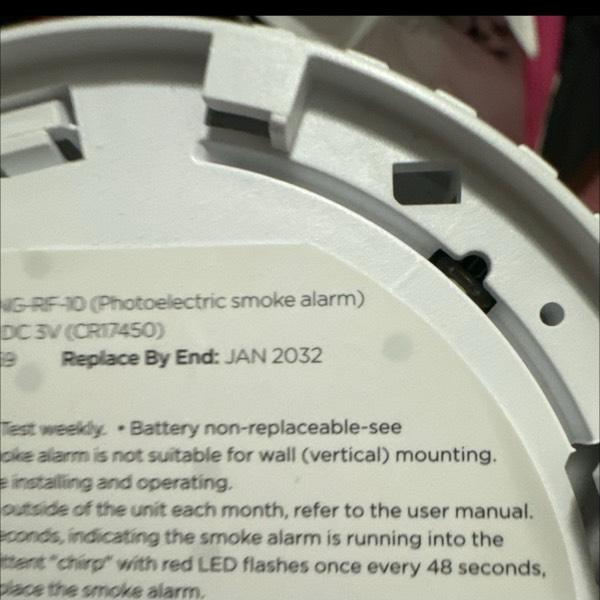 NG-RF-10 (Photoelectric smoke alarm)
DC 3V (CR17450)
9 Replace By End: JAN 2032
Test weekly. • Battery non-replaceable-see
oke alarm is not suitable for wall (vertical) mounting.
e installing and operating.
outside of the unit each month, refer to the user manual.
econds, indicating the smoke alarm is running into the
ittent "chirp" with red LED flashes once every 48 seconds,
place the smoke alarm.